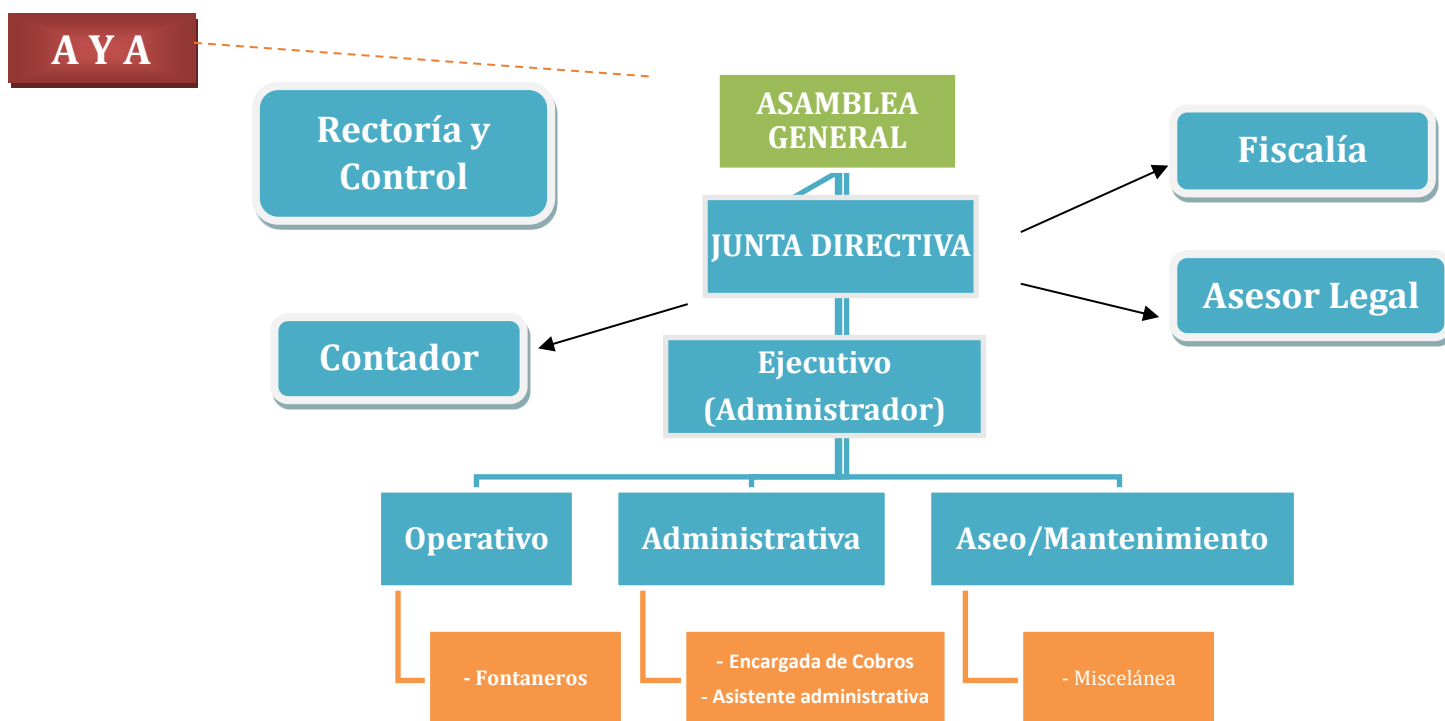 A Y A
ASAMBLEA
GENERAL
Rectoría y
Control
Fiscalía
JUNTA DIRECTIVA
Asesor Legal
Contador
Ejecutivo
(Administrador)
Operativo
Administrativa
Aseo/Mantenimiento
- Fontaneros
- Encargada de Cobros
- Asistente administrativa
- Miscelánea